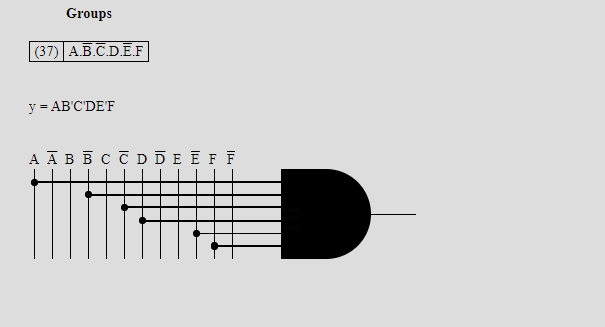 Groups
(37) A.B̅.C̅.D.E̅.F
y = AB'C'DE'F
A A̅ B B̅ C C̅ D D̅ E E̅ F F̅